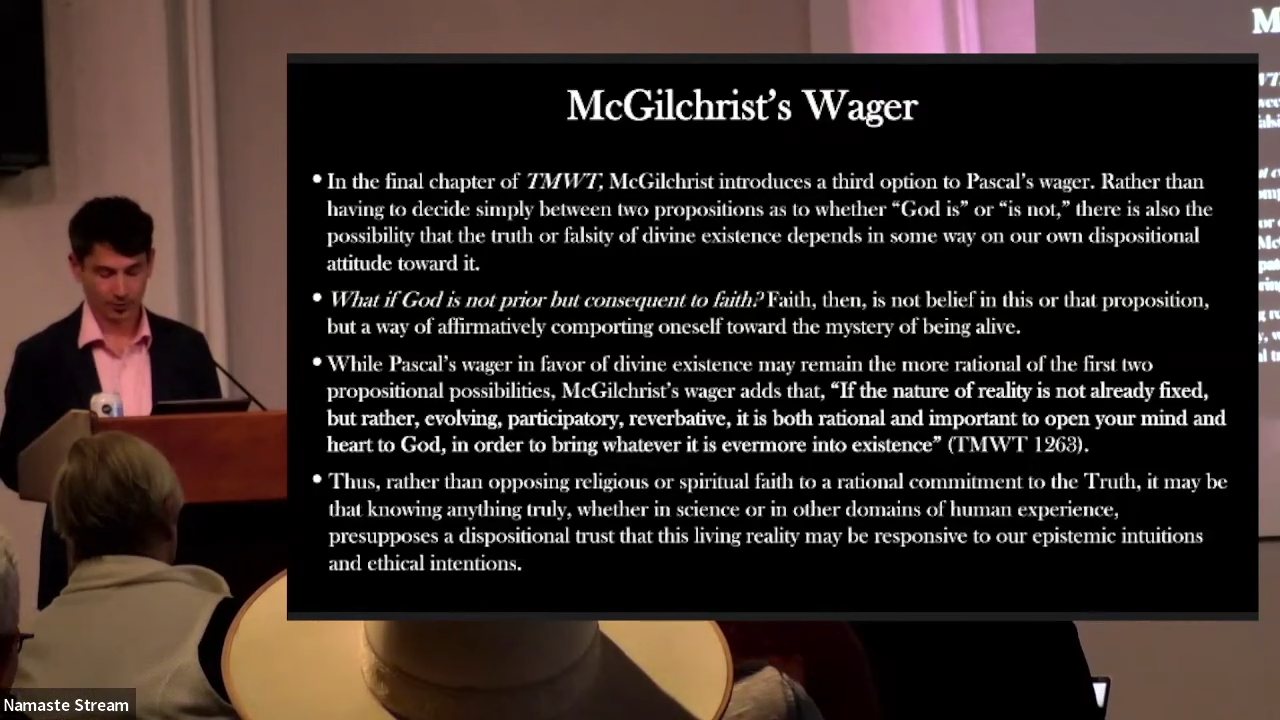 McGilchrist's Wager
• In the final chapter of TMWT, McGilchrist introduces a third option to Pascal's wager. Rather than
having to decide simply between two propositions as to whether “God is” or “is not,” there is also the
possibility that the truth or falsity of divine existence depends in some way on our own dispositional
attitude toward it.
• What if God is not prior but consequent to faith? Faith, then, is not belief in this or that proposition,
but a way of affirmatively comporting oneself toward the mystery of being alive.
• While Pascal's wager in favor of divine existence may remain the more rational of the first two
propositional possibilities, McGilchrist's wager adds that, “If the nature of reality is not already fixed,
but rather, evolving, participatory, reverbative, it is both rational and important to open your mind and
heart to God, in order to bring whatever it is evermore into existence” (TMWT 1263).
• Thus, rather than opposing religious or spiritual faith to a rational commitment to the Truth, it may be
that knowing anything truly, whether in science or in other domains of human experience,
presupposes a dispositional trust that this living reality may be responsive to our epistemic intuitions
and ethical intentions.
M
Namaste Stream